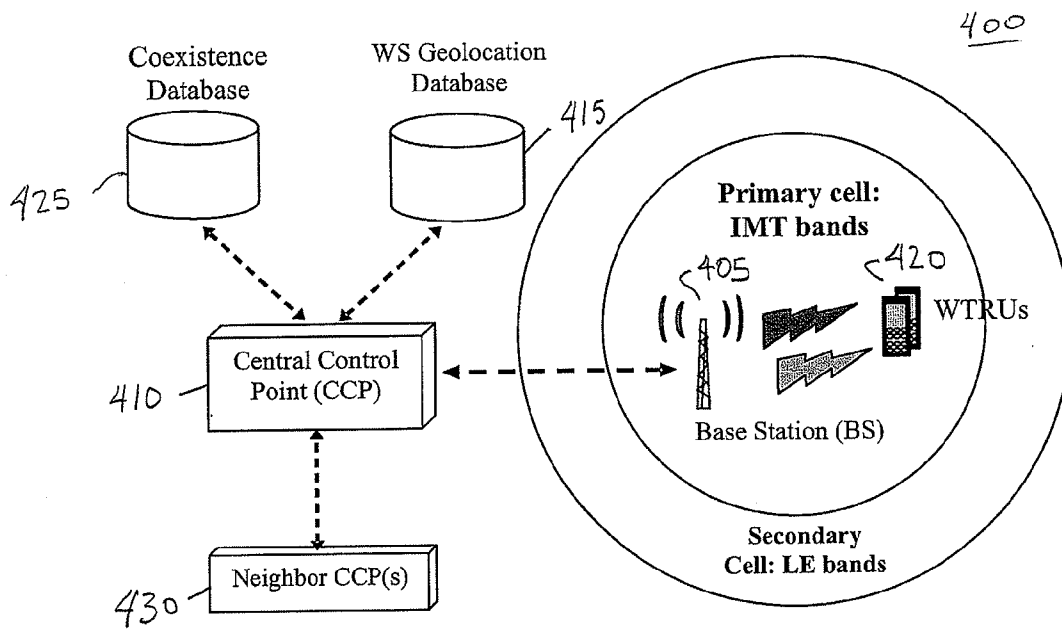 400
Coexistence
Database
WS Geolocation
Database
415
425
Primary cell:
IMT bands
405
420
WTRUs
Central Control
Point (CCP)
410
Base Station (BS)
Secondary
Cell: LE bands
Neighbor CCP(s)
430